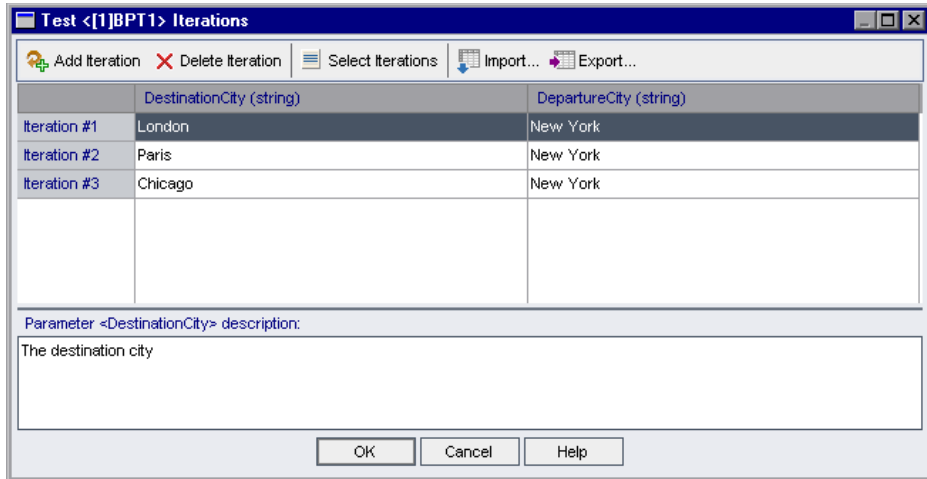 Test <[1]BPT1> Iterations
Add Iteration Delete Iteration Select Iterations Import... Export...
DestinationCity (string) DepartureCity (string)
Iteration #1 London New York
Iteration #2 Paris New York
Iteration #3 Chicago New York
Parameter <DestinationCity> description:
The destination city
OK Cancel Help